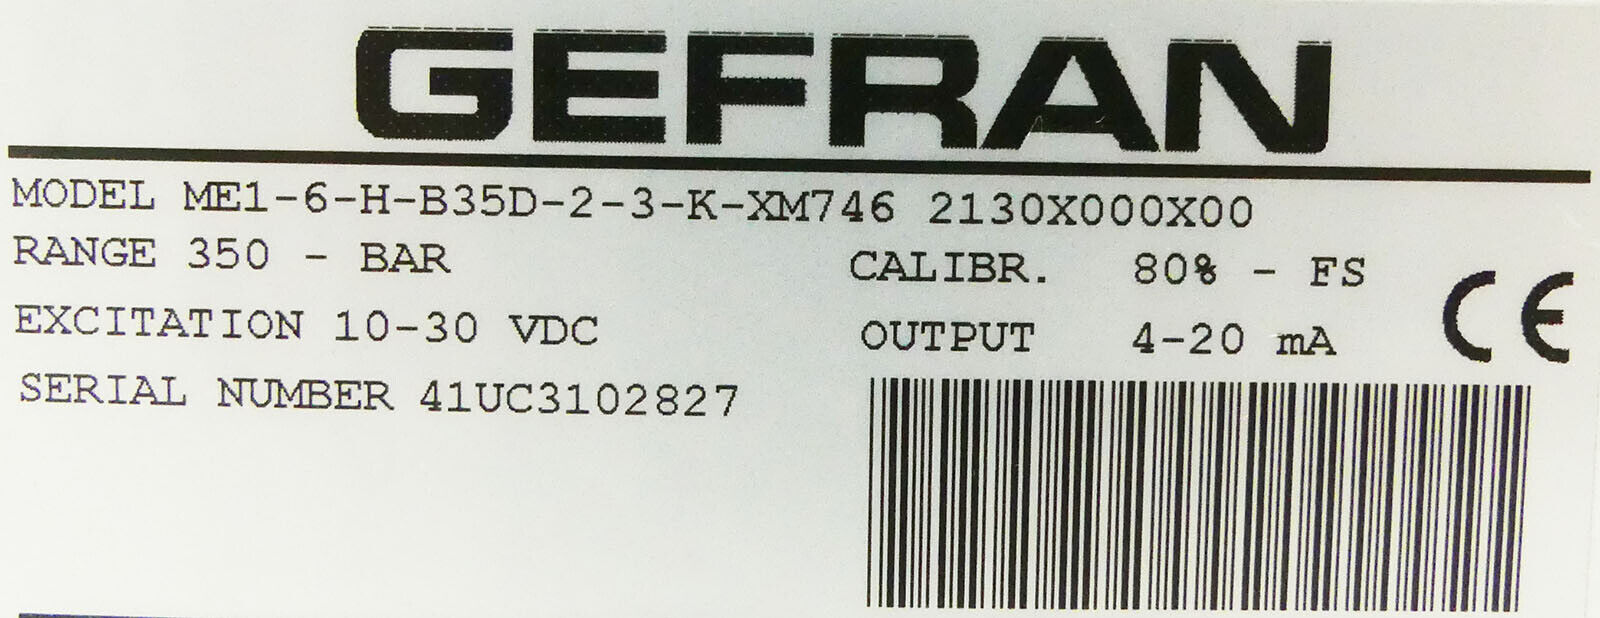 GEFRAN
MODEL ME1-6-H-B35D-2-3-K-XM746 2130X000X00
RANGE 350 - BAR
CALIBR. 80% - FS
EXCITATION 10-30 VDC
OUTPUT 4-20 mA
CE
SERIAL NUMBER 41UC3102827